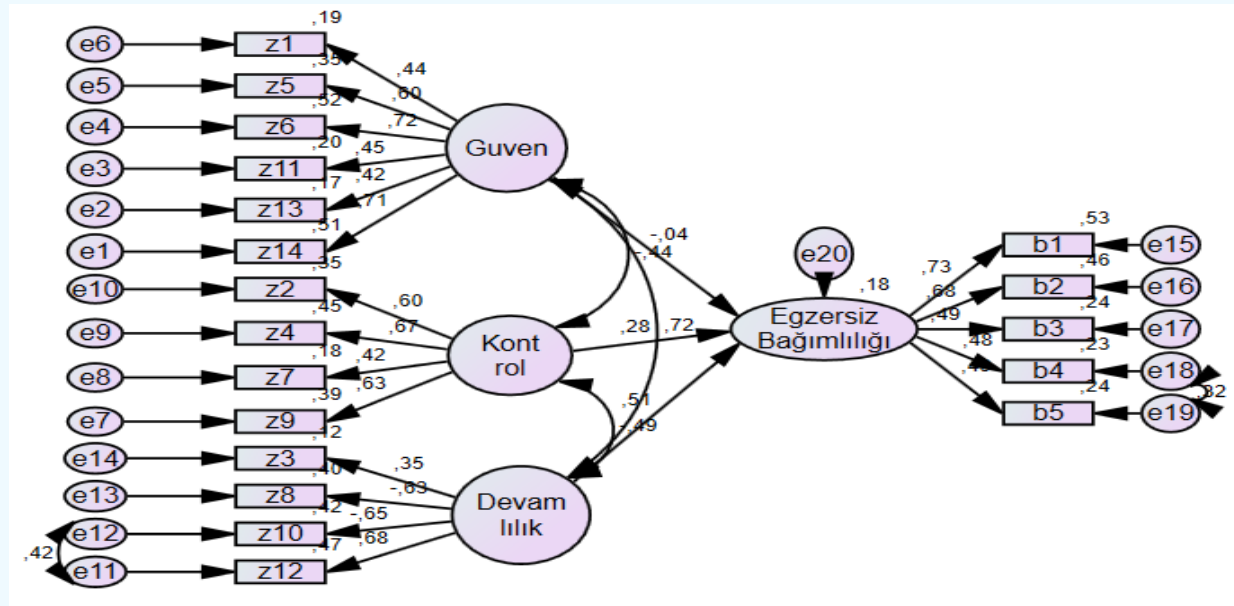 ,19
e6 z1
,44
,35
e5 z5
,60
,52
e4 z6
,72
,20
e3 z11
,45
,17
e2 z13
,42
,51
e1 z14
,71
Guven
,35
e10 z2
,60
,45
e9 z4
,67
,18
e8 z7
,42
,39
e7 z9
,63
Kont
rol
,12
e14 z3
,35
,40
e13 z8
-,63
,42
e12 z10
-,65
,47
e11 z12
,68
,42
Devam
lılık
-,04
-,44
,28
,72
,51
-,49
e20
,18
Egzersiz
Bağımlılığı
,53
,73
b1 e15
,46
,68
b2 e16
,24
,49
b3 e17
,23
,48
b4 e18
,24
b5 e19
,32